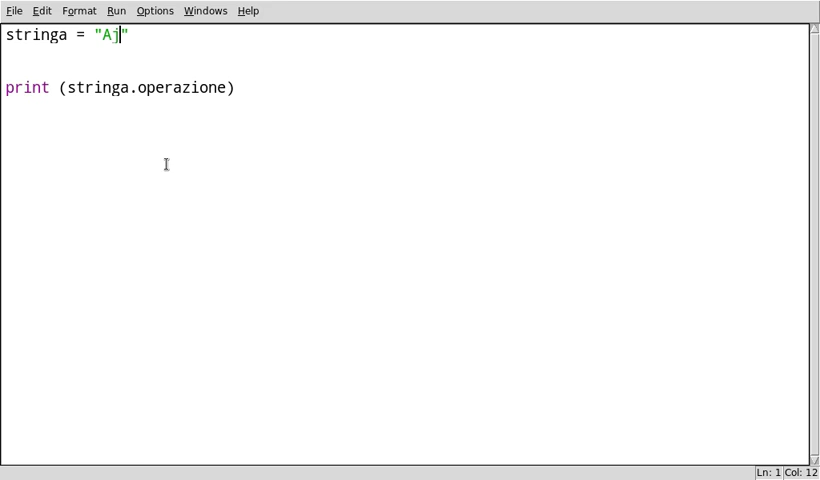 File Edit Format Run Options Windows Help
stringa = "Aj"
print (stringa.operazione)
Ln: 1 Col: 12